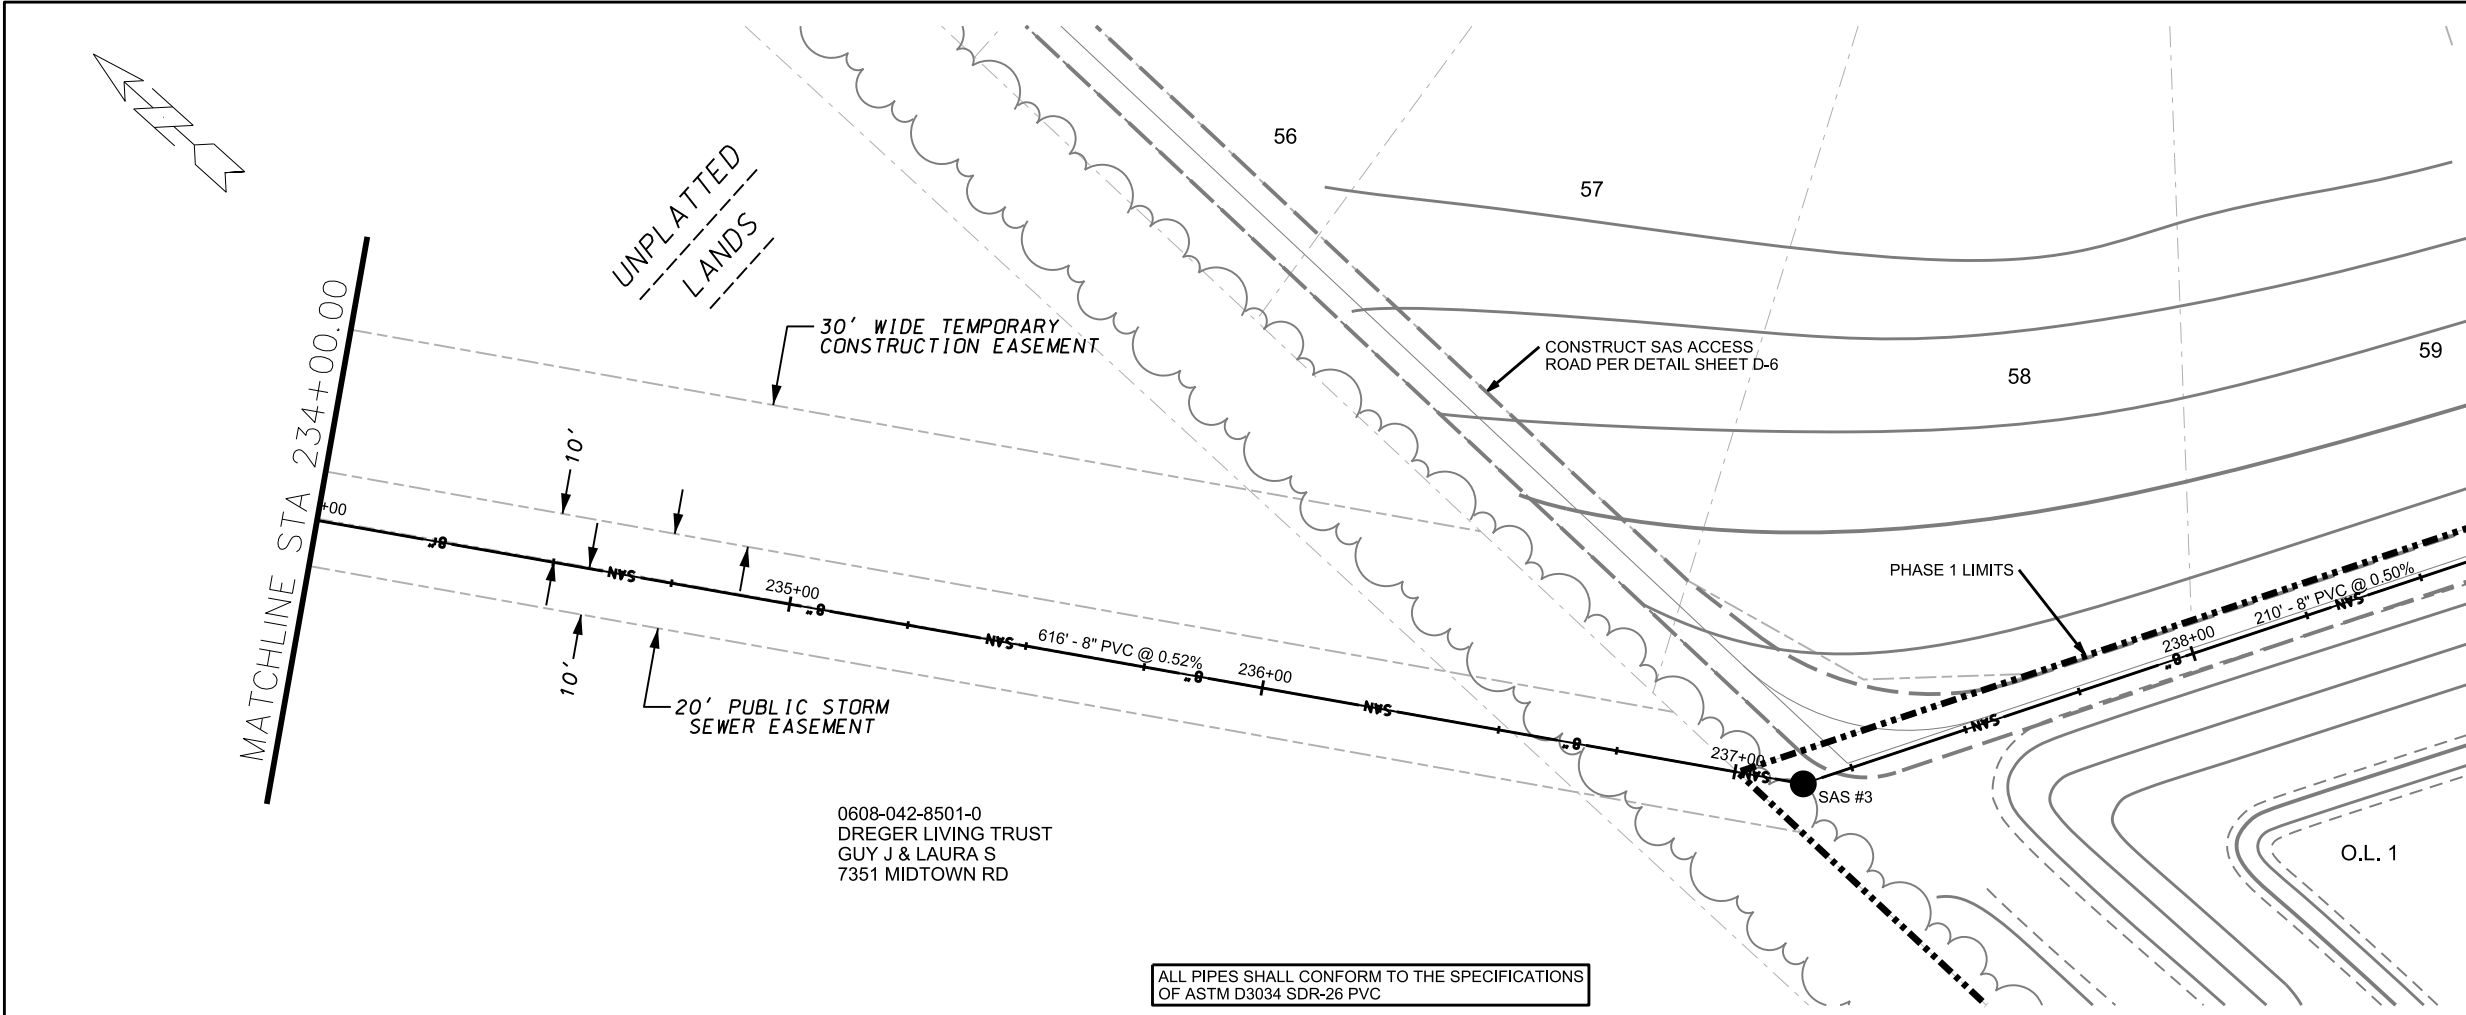 UNPLATTED
LANDS
56
57
58
59
MATCHLINE STA 234+00.00
30' WIDE TEMPORARY
CONSTRUCTION EASEMENT
CONSTRUCT SAS ACCESS
ROAD PER DETAIL SHEET D-6
10'
+00
8"
SAN
235+00
8"
SAN
616' - 8" PVC @ 0.52%
8"
236+00
SAN
8"
237+00
SAN
SAS #3
SAN
8"
238+00
210' - 8" PVC @ 0.50%
SAN
PHASE 1 LIMITS
10'
20' PUBLIC STORM
SEWER EASEMENT
0608-042-8501-0
DREGER LIVING TRUST
GUY J & LAURA S
7351 MIDTOWN RD
O.L. 1
ALL PIPES SHALL CONFORM TO THE SPECIFICATIONS
OF ASTM D3034 SDR-26 PVC